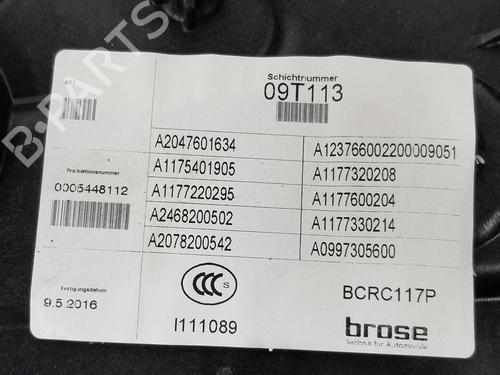 Schichtnummer
09T113
A2047601634
A123766002200009051
A1175401905
A1177320208
Produktionsnummer
0005448112
A1177220295
A1177600204
A2468200502
A1177330214
A2078200542
A0997305600
Fertigungsdatum
9.5.2016
CCC S
I111089
BCRC117P
brose
Technik für Automobile
B-PARTS